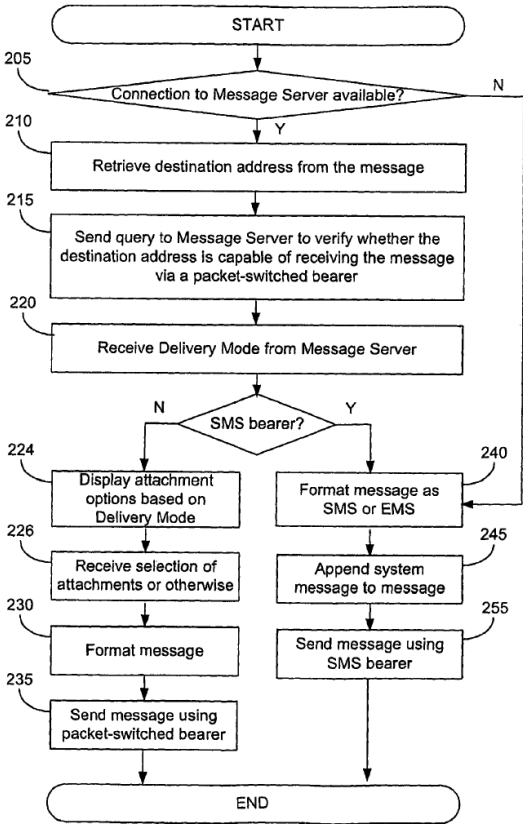 START
205
Connection to Message Server available?
N
Y
210
Retrieve destination address from the message
215
Send query to Message Server to verify whether the
destination address is capable of receiving the message
via a packet-switched bearer
220
Receive Delivery Mode from Message Server
N
SMS bearer?
Y
224
Display attachment
options based on
Delivery Mode
226
Receive selection of
attachments or otherwise
230
Format message
235
Send message using
packet-switched bearer
240
Format message as
SMS or EMS
245
Append system
message to message
255
Send message using
SMS bearer
END